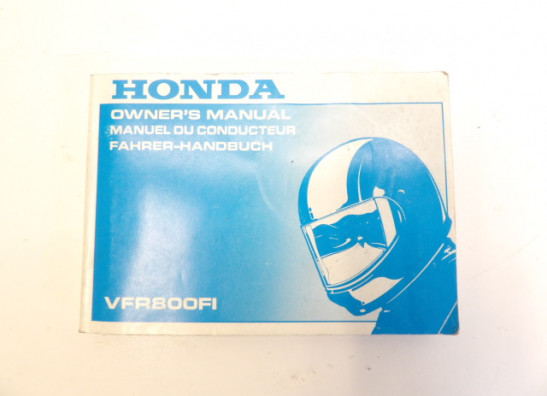 HONDA
OWNER'S MANUAL
MANUEL DU CONDUCTEUR
FAHRER-HANDBUCH
VFR800FI